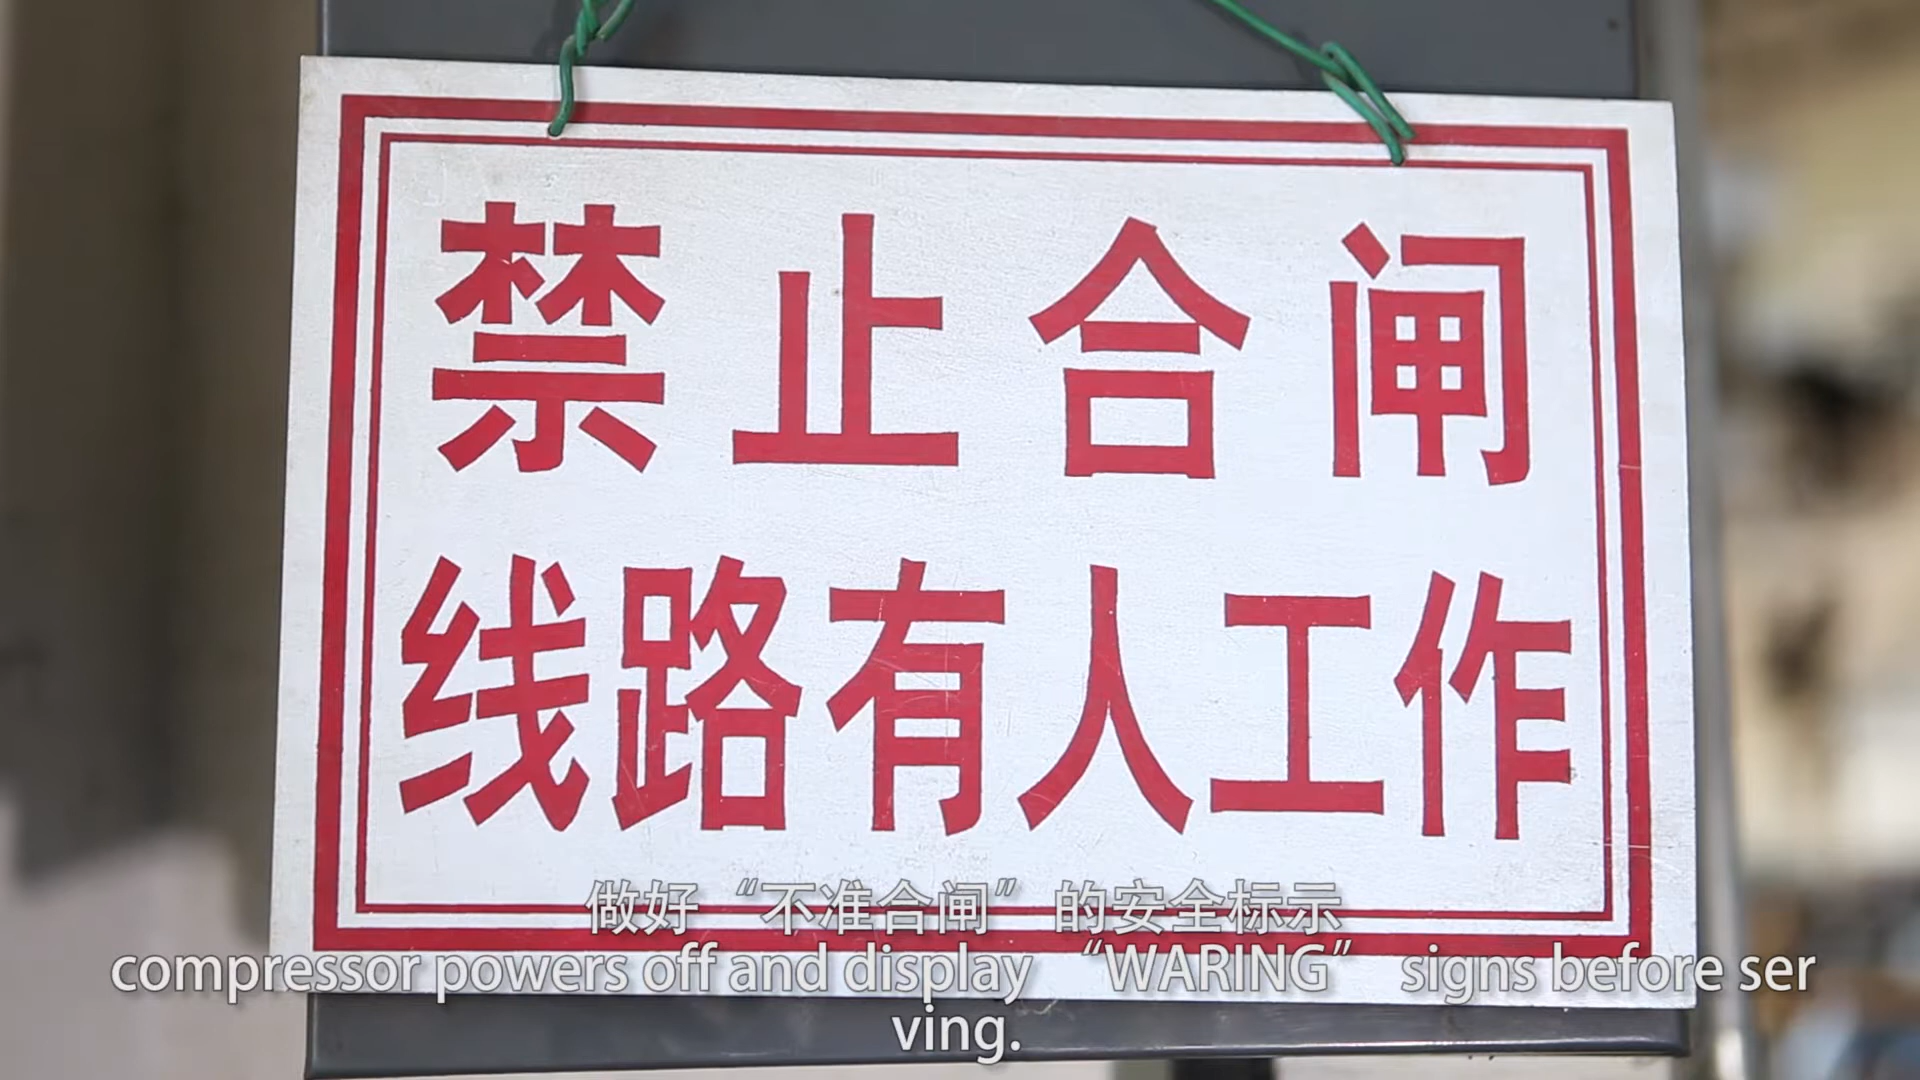 禁止合闸
线路有人工作
做好“不准合闸”的安全标示
compressor powers off and display “WARING” signs before ser
ving.